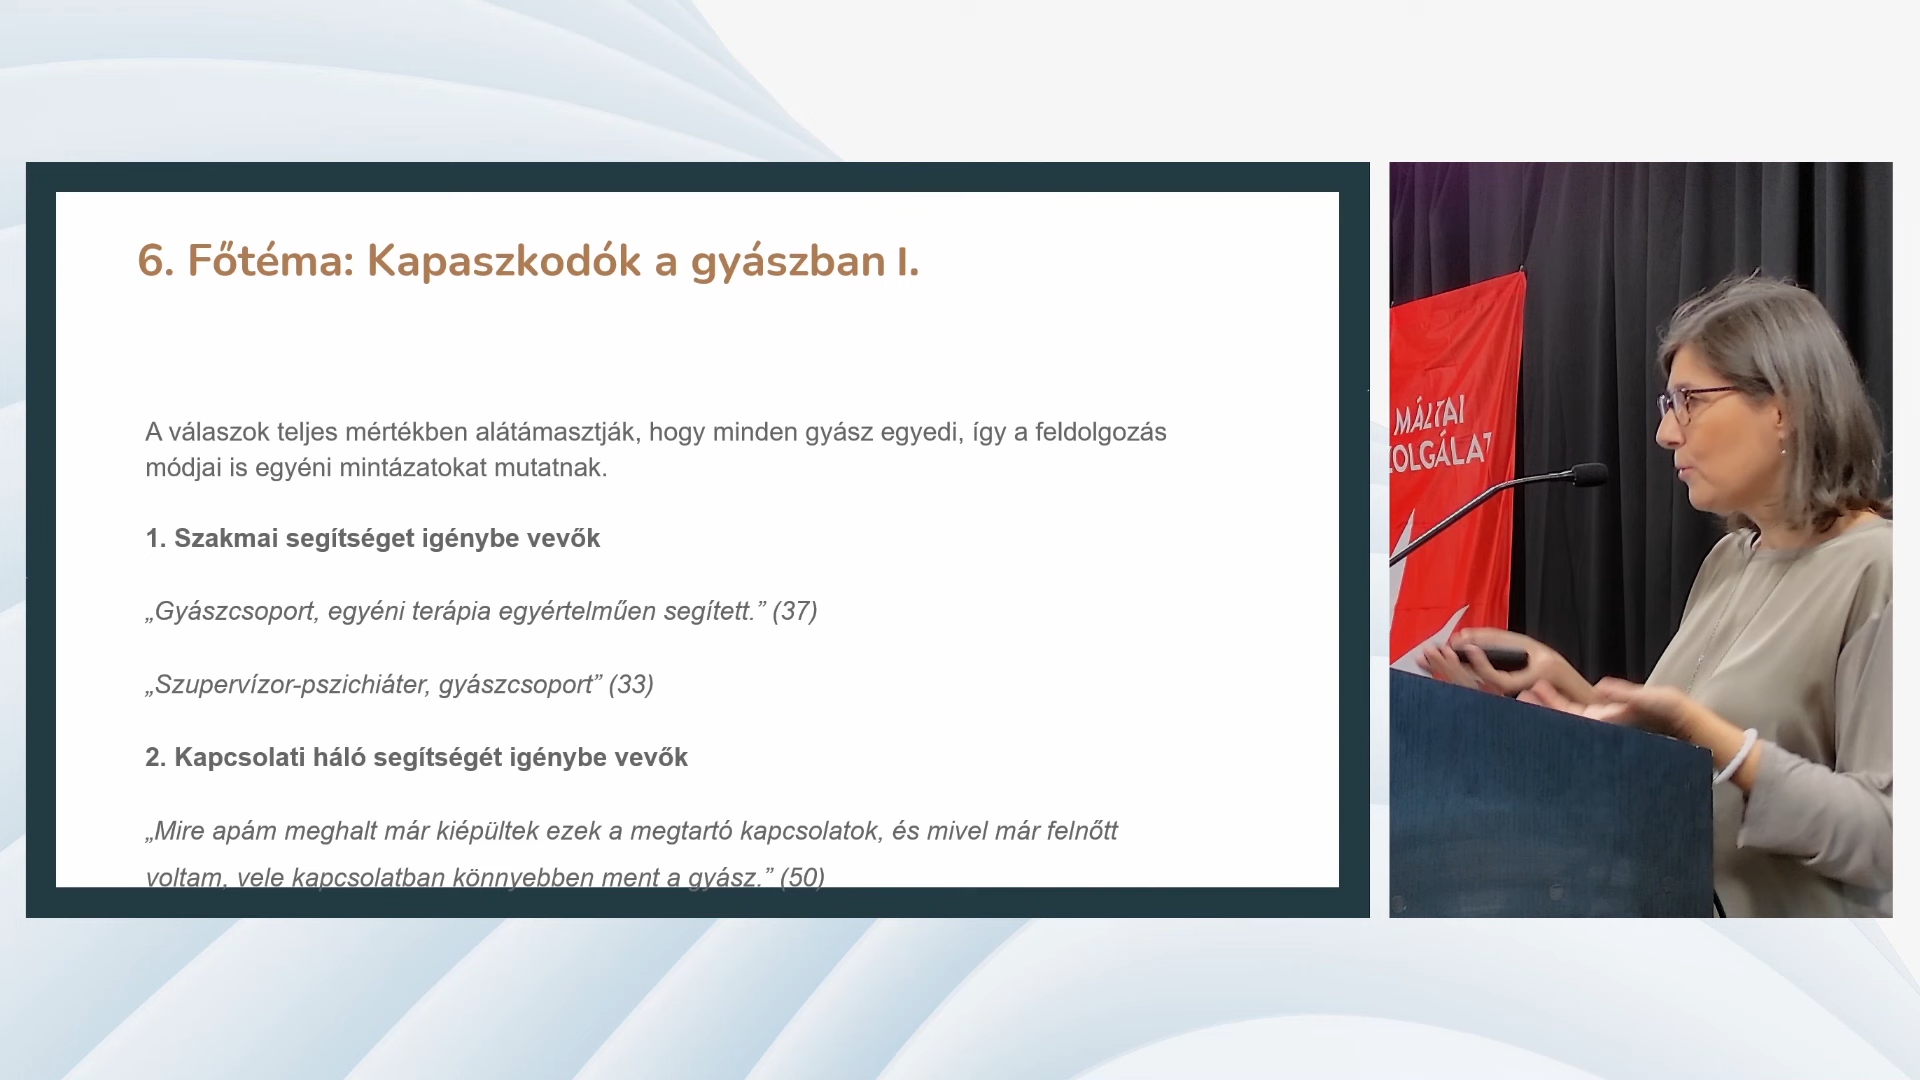 6. Főtéma: Kapaszkodók a gyászban I.
A válaszok teljes mértékben alátámasztják, hogy minden gyász egyedi, így a feldolgozás
módjai is egyéni mintázatokat mutatnak.
1. Szakmai segítséget igénybe vevők
„Gyászcsoport, egyéni terápia egyértelműen segített.” (37)
„Szupervízor-pszichiáter, gyászcsoport” (33)
2. Kapcsolati háló segítségét igénybe vevők
„Mire apám meghalt már kiépültek ezek a megtartó kapcsolatok, és mivel már felnőtt
voltam, vele kapcsolatban könnyebben ment a gyász.” (50)
MÁLTAI
ZOLGÁLAT